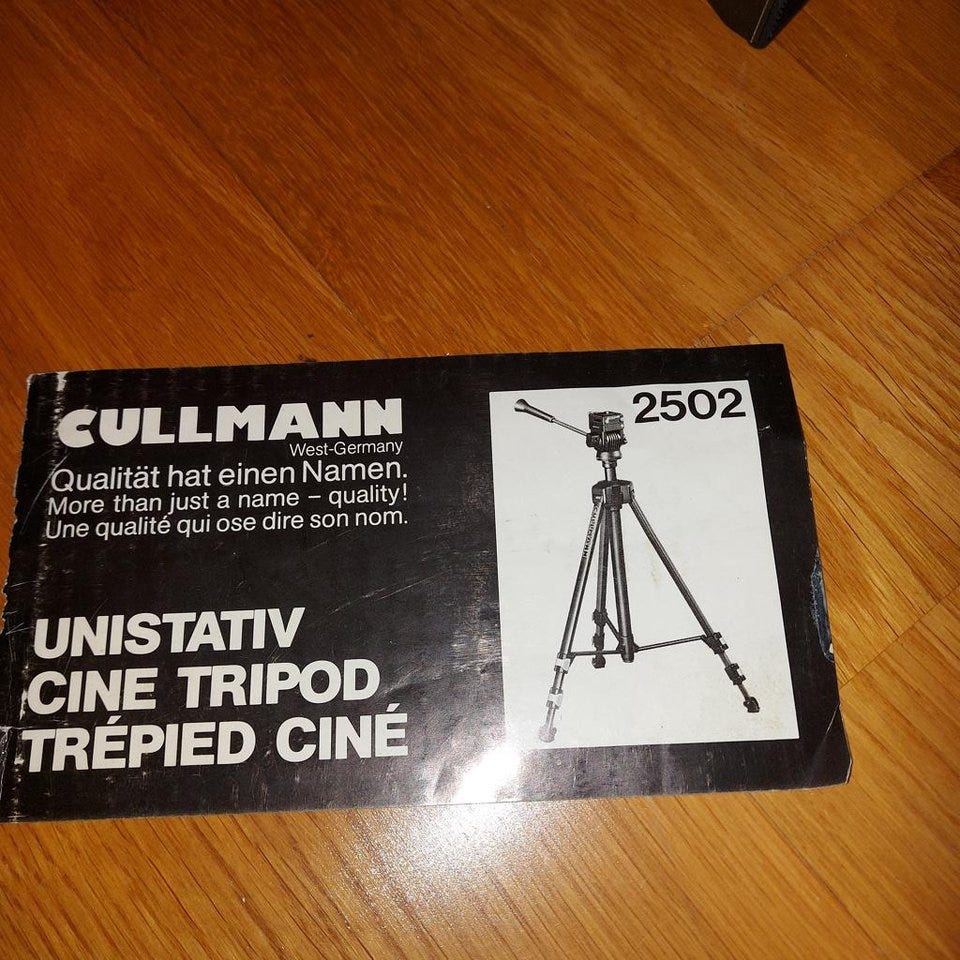 CULLMANN
West-Germany
Qualität hat einen Namen.
More than just a name – quality!
Une qualité qui ose dire son nom.
UNISTATIV
CINE TRIPOD
TRÉPIED CINÉ
2502
CULLMANN